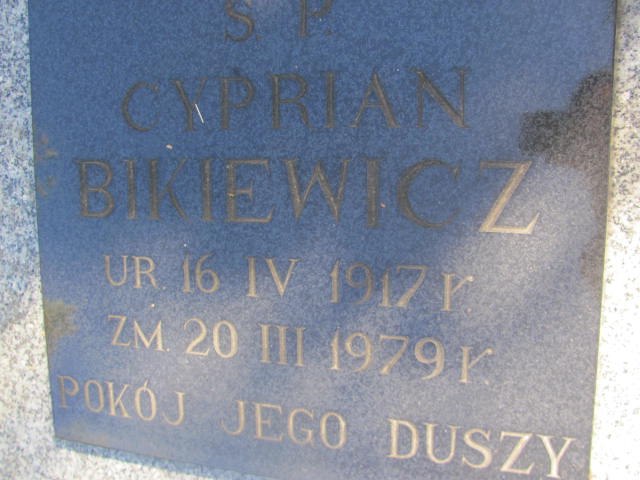 Ś P.
CYPRIAN
BIKIEWICZ
UR. 16 IV 1917 R
ZM. 20 III 1979 R.
POKÓJ JEGO DUSZY